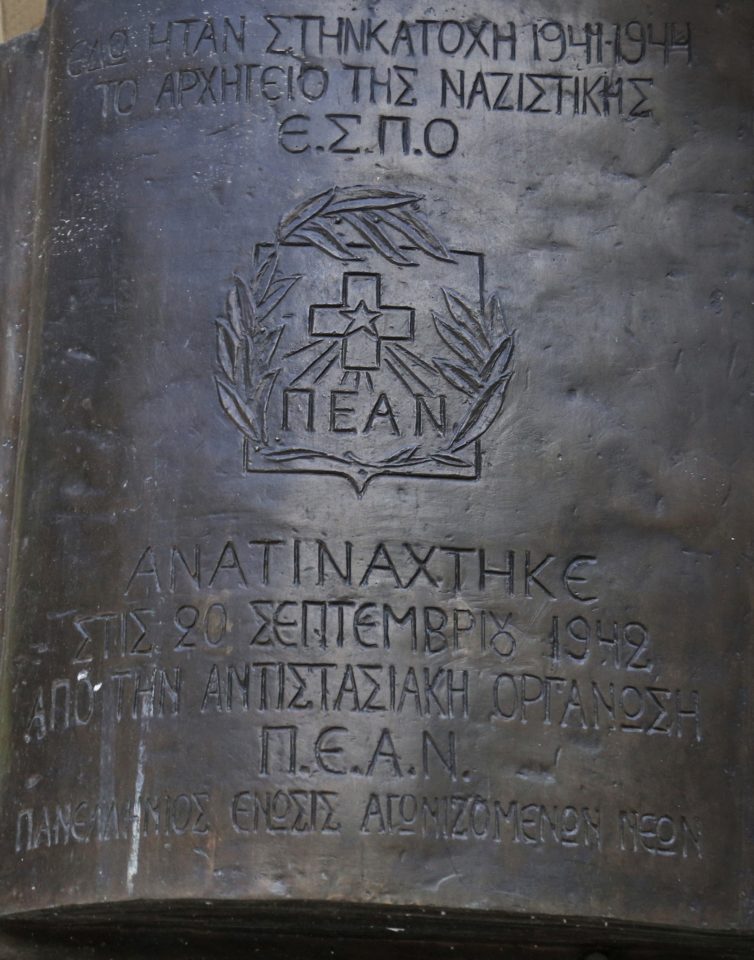 ΕΔΩ ΗΤΑΝ ΣΤΗΝ ΚΑΤΟΧΗ 1941-1944
ΤΟ ΑΡΧΗΓΕΙΟ ΤΗΣ ΝΑΖΙΣΤΙΚΗΣ
Ε.Σ.Π.Ο
ΠΕΑΝ
ΑΝΑΤΙΝΑΧΤΗΚΕ
ΣΤΙΣ 20 ΣΕΠΤΕΜΒΡΙȢ 1942
ΑΠΟ ΤΗΝ ΑΝΤΙΣΤΑΣΙΑΚΗ ΟΡΓΑΝΩΣΗ
Π.Ε.Α.Ν.
ΠΑΝΕΛΛΗΝΙΟΣ ΕΝΩΣΙΣ ΑΓΩΝΙΖΟΜΕΝΩΝ ΝΕΩΝ